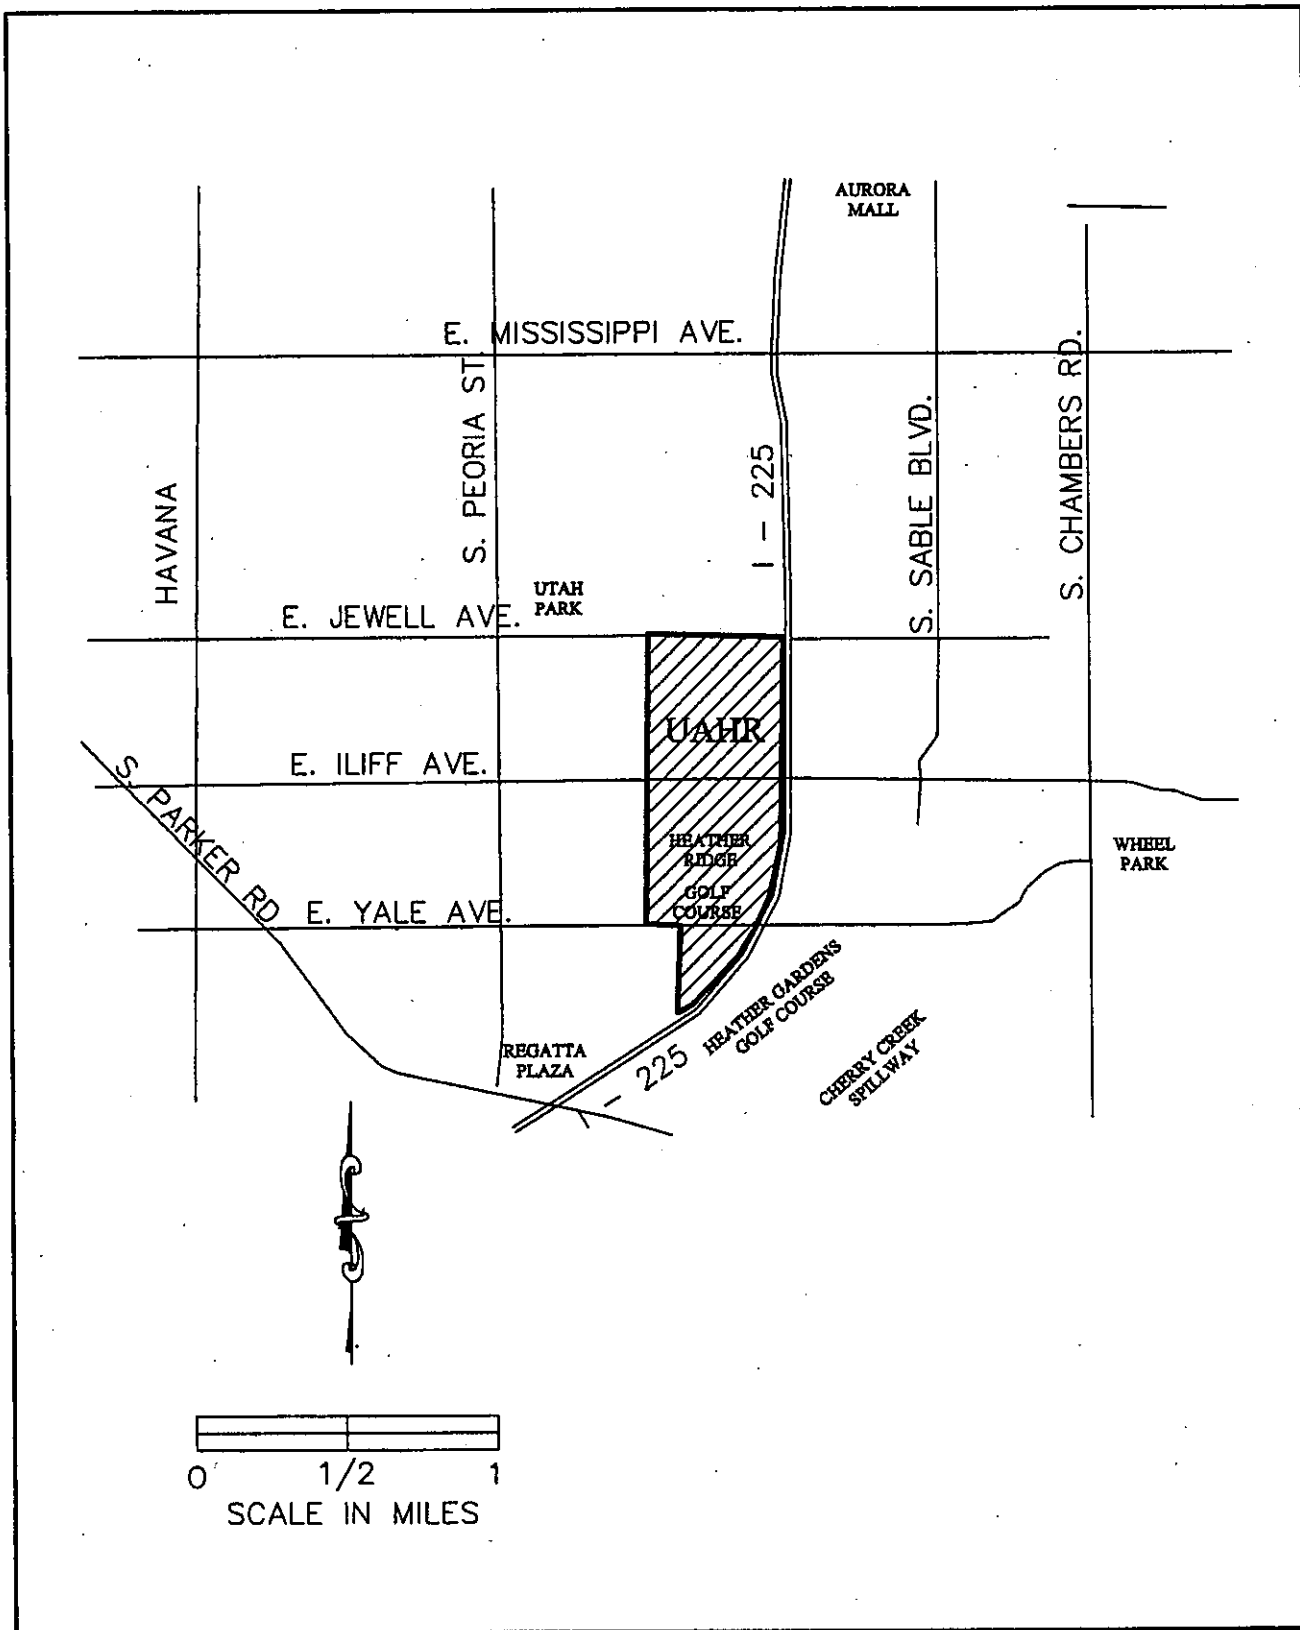 AURORA
MALL
E. MISSISSIPPI AVE.
S. PEORIA ST
HAVANA
I - 225
S. SABLE BLVD.
S. CHAMBERS RD.
UTAH
PARK
E. JEWELL AVE.
UAHR
E. ILIFF AVE.
S. PARKER RD
HEATHER
RIDGE
GOLF
COURSE
WHEEL
PARK
E. YALE AVE.
HEATHER GARDENS
GOLF COURSE
REGATTA
PLAZA
I - 225
CHERRY CREEK
SPILLWAY
0 1/2 1
SCALE IN MILES